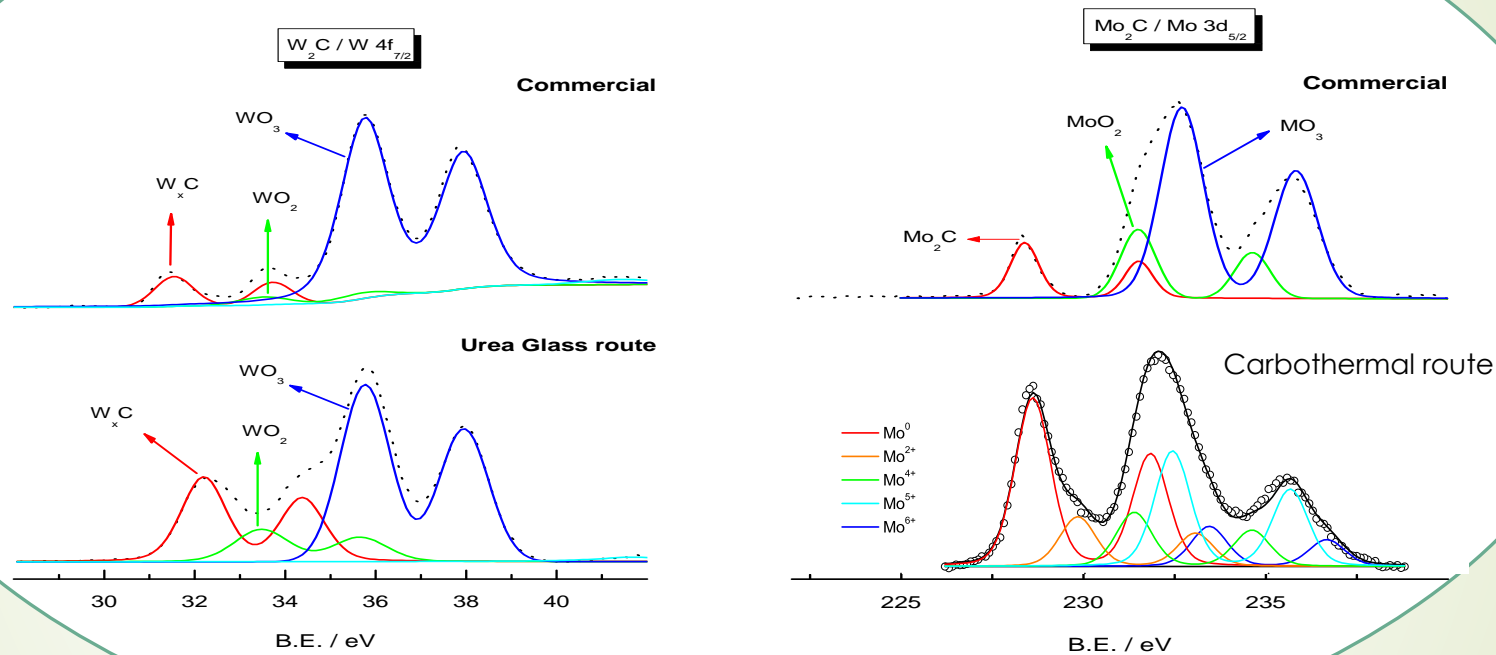 W₂C / W 4f₇/₂
Commercial
WO₃
WₓC
WO₂
Urea Glass route
WO₃
WₓC
WO₂
30 32 34 36 38 40
B.E. / eV
Mo₂C / Mo 3d₅/₂
Commercial
MoO₂
MO₃
Mo₂C
Carbothermal route
Mo⁰
Mo²⁺
Mo⁴⁺
Mo⁵⁺
Mo⁶⁺
225 230 235
B.E. / eV